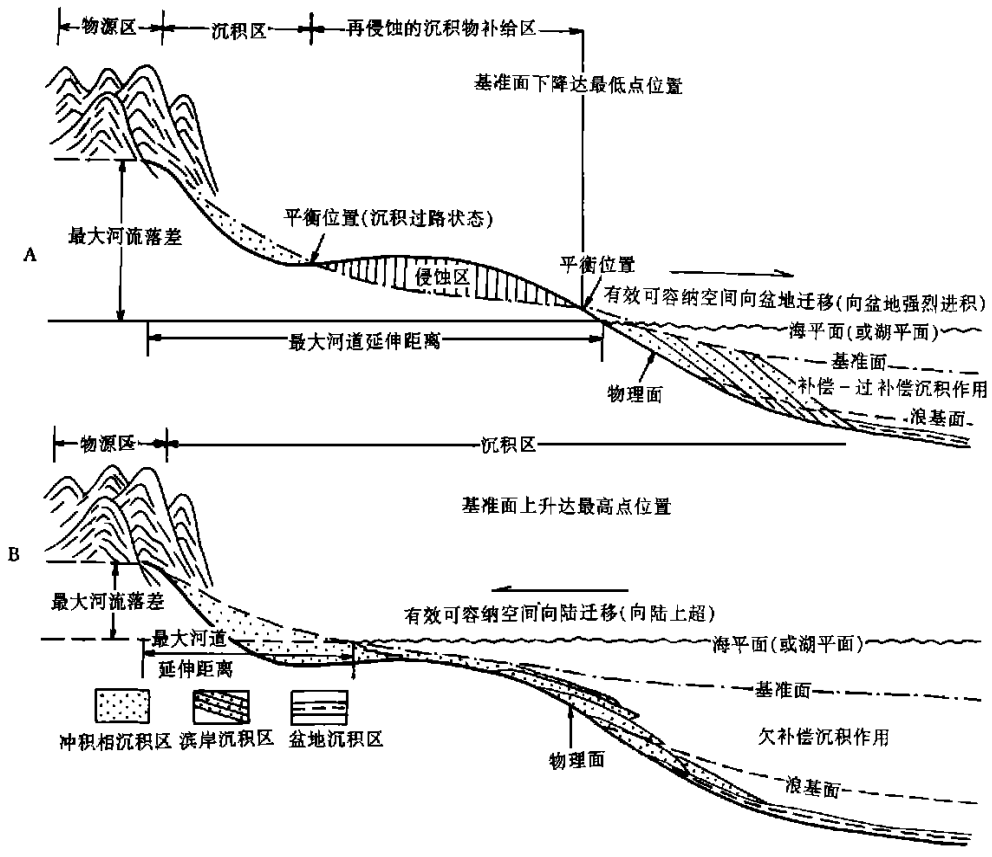 物源区
沉积区
再侵蚀的沉积物补给区
基准面下降达最低点位置
平衡位置(沉积过路状态)
最大河流落差
A
侵蚀区
平衡位置
有效可容纳空间向盆地迁移(向盆地强烈进积)
海平面(或湖平面)
最大河道延伸距离
基准面
物理面
补偿－过补偿沉积作用
浪基面
物源区
沉积区
基准面上升达最高点位置
B
最大河流落差
有效可容纳空间向陆迁移(向陆上超)
最大河道
延伸距离
海平面(或湖平面)
基准面
冲积相沉积区
滨岸沉积区
盆地沉积区
物理面
欠补偿沉积作用
浪基面